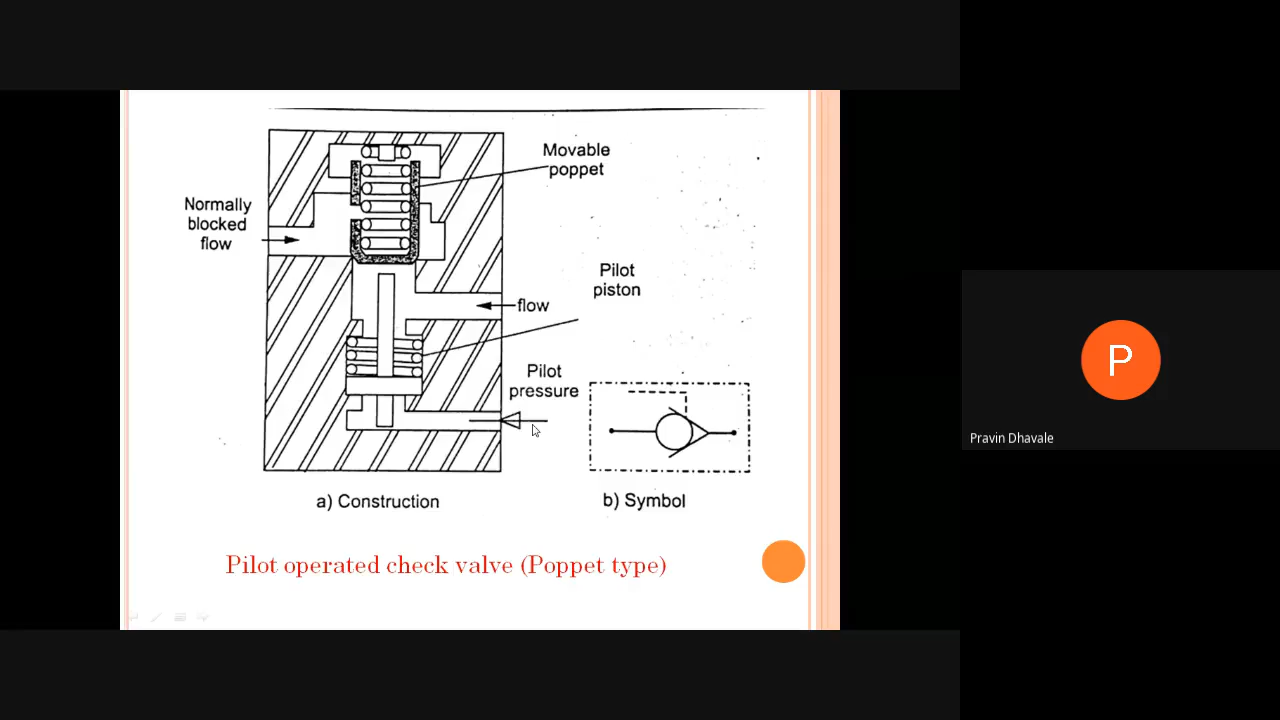 Movable
poppet
Normally
blocked
flow
Pilot
piston
flow
Pilot
pressure
a) Construction
b) Symbol
Pilot operated check valve (Poppet type)
P
Pravin Dhavale